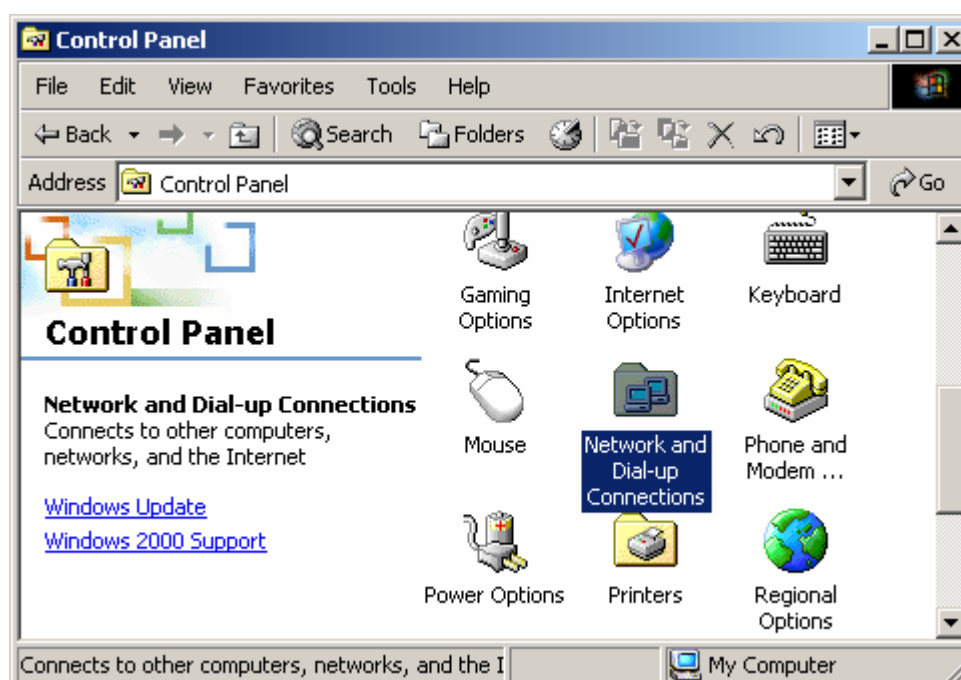 Control Panel
File Edit View Favorites Tools Help
Back Search Folders
Address Control Panel Go
Control Panel
Network and Dial-up Connections
Connects to other computers,
networks, and the Internet
Windows Update
Windows 2000 Support
Gaming
Options
Internet
Options
Keyboard
Mouse
Network and
Dial-up
Connections
Phone and
Modem ...
Power Options
Printers
Regional
Options
Connects to other computers, networks, and the I
My Computer